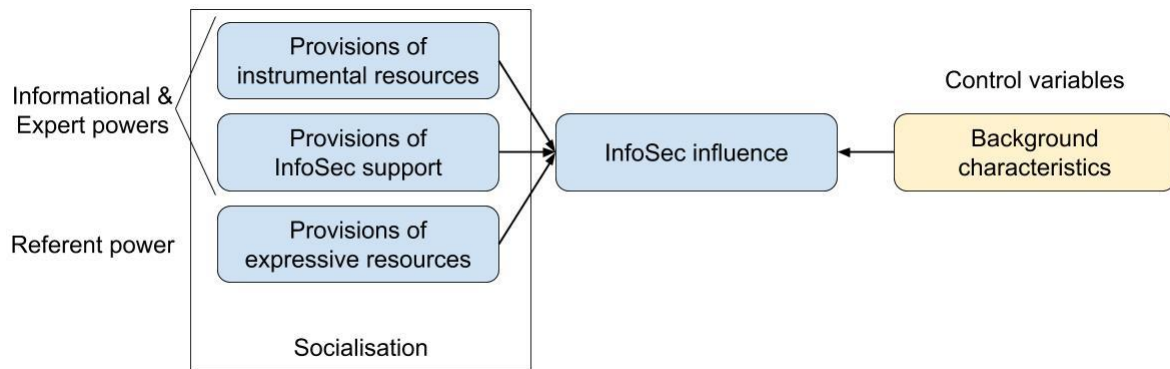 Informational &
Expert powers
Referent power
Provisions of
instrumental resources
Provisions of
InfoSec support
Provisions of
expressive resources
Socialisation
InfoSec influence
Control variables
Background
characteristics